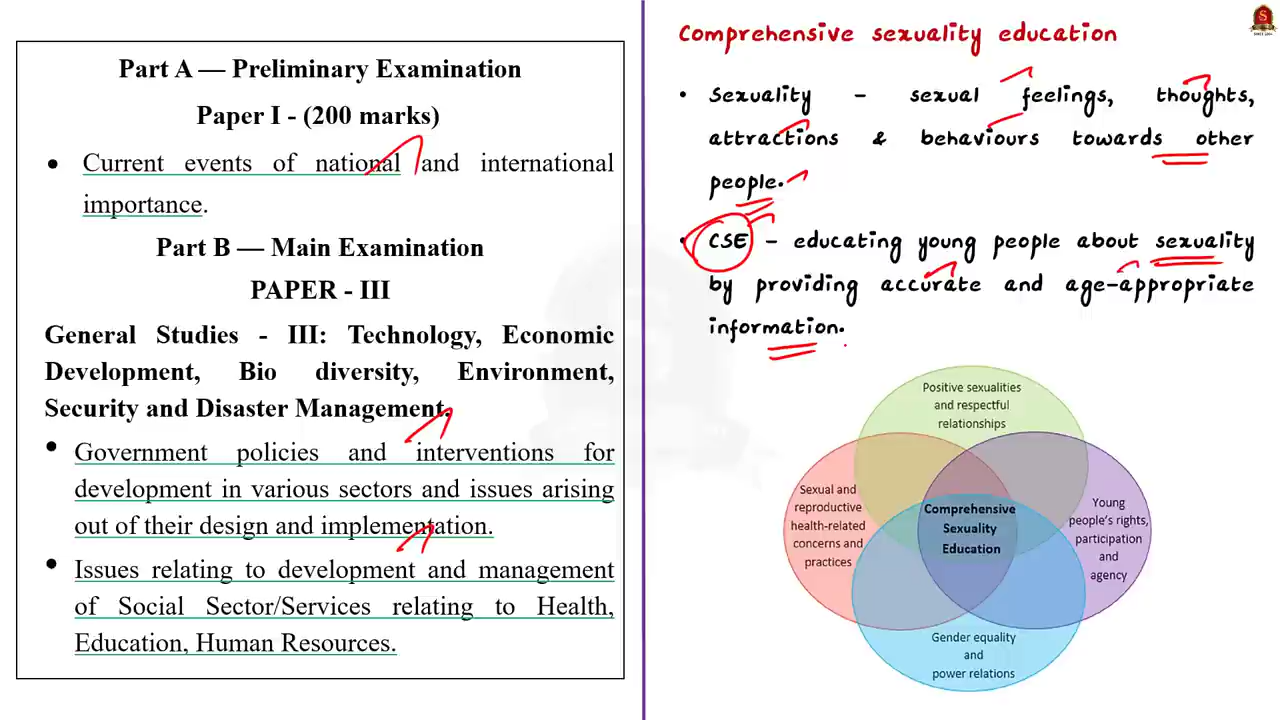 Part A — Preliminary Examination
Paper I - (200 marks)
• Current events of national and international
importance.
Part B — Main Examination
PAPER - III
General Studies - III: Technology, Economic
Development, Bio diversity, Environment,
Security and Disaster Management.
• Government policies and interventions for
development in various sectors and issues arising
out of their design and implementation.
• Issues relating to development and management
of Social Sector/Services relating to Health,
Education, Human Resources.
Comprehensive sexuality education
• Sexuality - sexual feelings, thoughts,
attractions & behaviours towards other
people.
• CSE - educating young people about sexuality
by providing accurate and age-appropriate
information.
Positive sexualities
and respectful
relationships
Sexual and
reproductive
health-related
concerns and
practices
Comprehensive
Sexuality
Education
Young
people's rights,
participation
and
agency
Gender equality
and
power relations